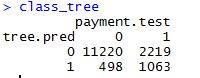 > class_tree
payment.test
tree.pred 0 1
0 11220 2219
1 498 1063